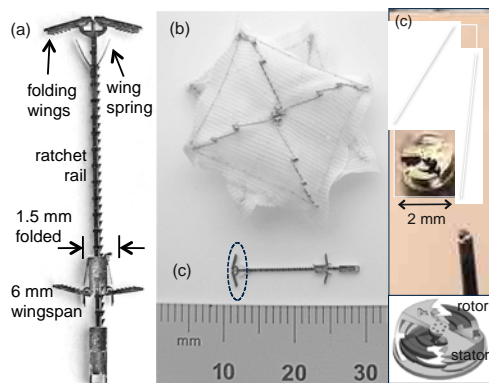 (a)
folding
wings
wing
spring
ratchet
rail
1.5 mm
folded
6 mm
wingspan
(b)
(c)
mm
10
20
30
(c)
2 mm
rotor
stator